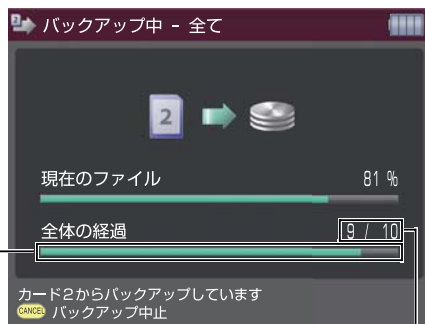 バックアップ中 - 全て
2
現在のファイル 81 %
全体の経過 9 / 10
カード2からバックアップしています
CANCEL バックアップ中止